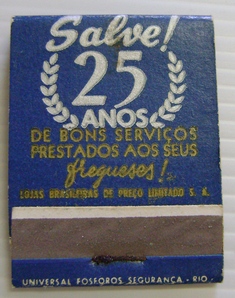 Salve!
25
ANOS
DE BONS SERVIÇOS
PRESTADOS AOS SEUS
fregueses!
LOJAS BRASILEIRAS DE PREÇO LIMITADO S. A.
UNIVERSAL FOSFOROS SEGURANÇA - RIO